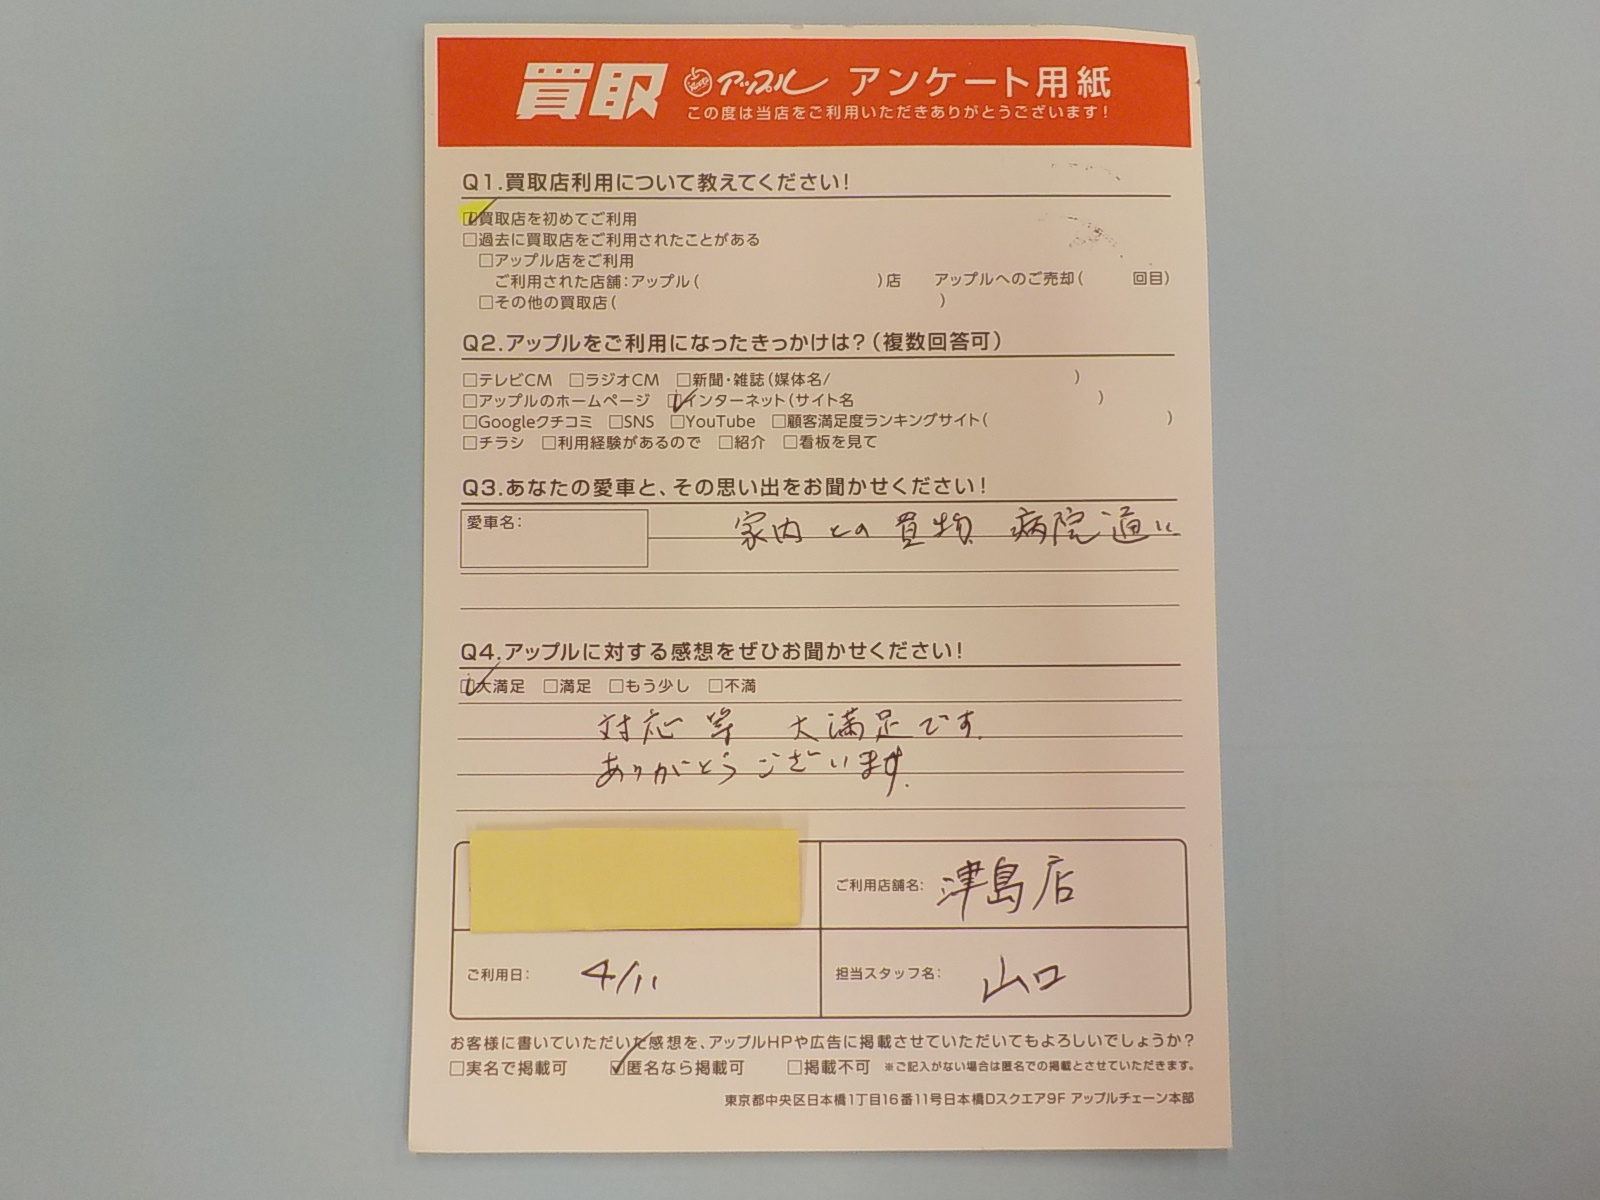 買取 アップル アンケート用紙
この度は当店をご利用いただきありがとうございます!
Q1.買取店利用について教えてください!
☑買取店を初めてご利用
□過去に買取店をご利用されたことがある
□アップル店をご利用
ご利用された店舗:アップル( )店 アップルへのご売却( 回目)
□その他の買取店( )
Q2.アップルをご利用になったきっかけは?(複数回答可)
□テレビCM □ラジオCM □新聞・雑誌(媒体名/ )
□アップルのホームページ ☑インターネット(サイト名 )
□Googleクチコミ □SNS □YouTube □顧客満足度ランキングサイト( )
□チラシ □利用経験があるので □紹介 □看板を見て
Q3.あなたの愛車と、その思い出をお聞かせください!
愛車名: 家内との買物 病院通い
Q4.アップルに対する感想をぜひお聞かせください!
☑大満足 □満足 □もう少し □不満
対応等 大満足です.
ありがとうございます.
ご利用店舗名: 津島店
ご利用日: 4/11 担当スタッフ名: 山口
お客様に書いていただいた感想を、アップルHPや広告に掲載させていただいてもよろしいでしょうか?
□実名で掲載可 ☑匿名なら掲載可 □掲載不可 ※ご記入がない場合は匿名での掲載とさせていただきます。
東京都中央区日本橋1丁目16番11号日本橋Dスクエア9F アップルチェーン本部